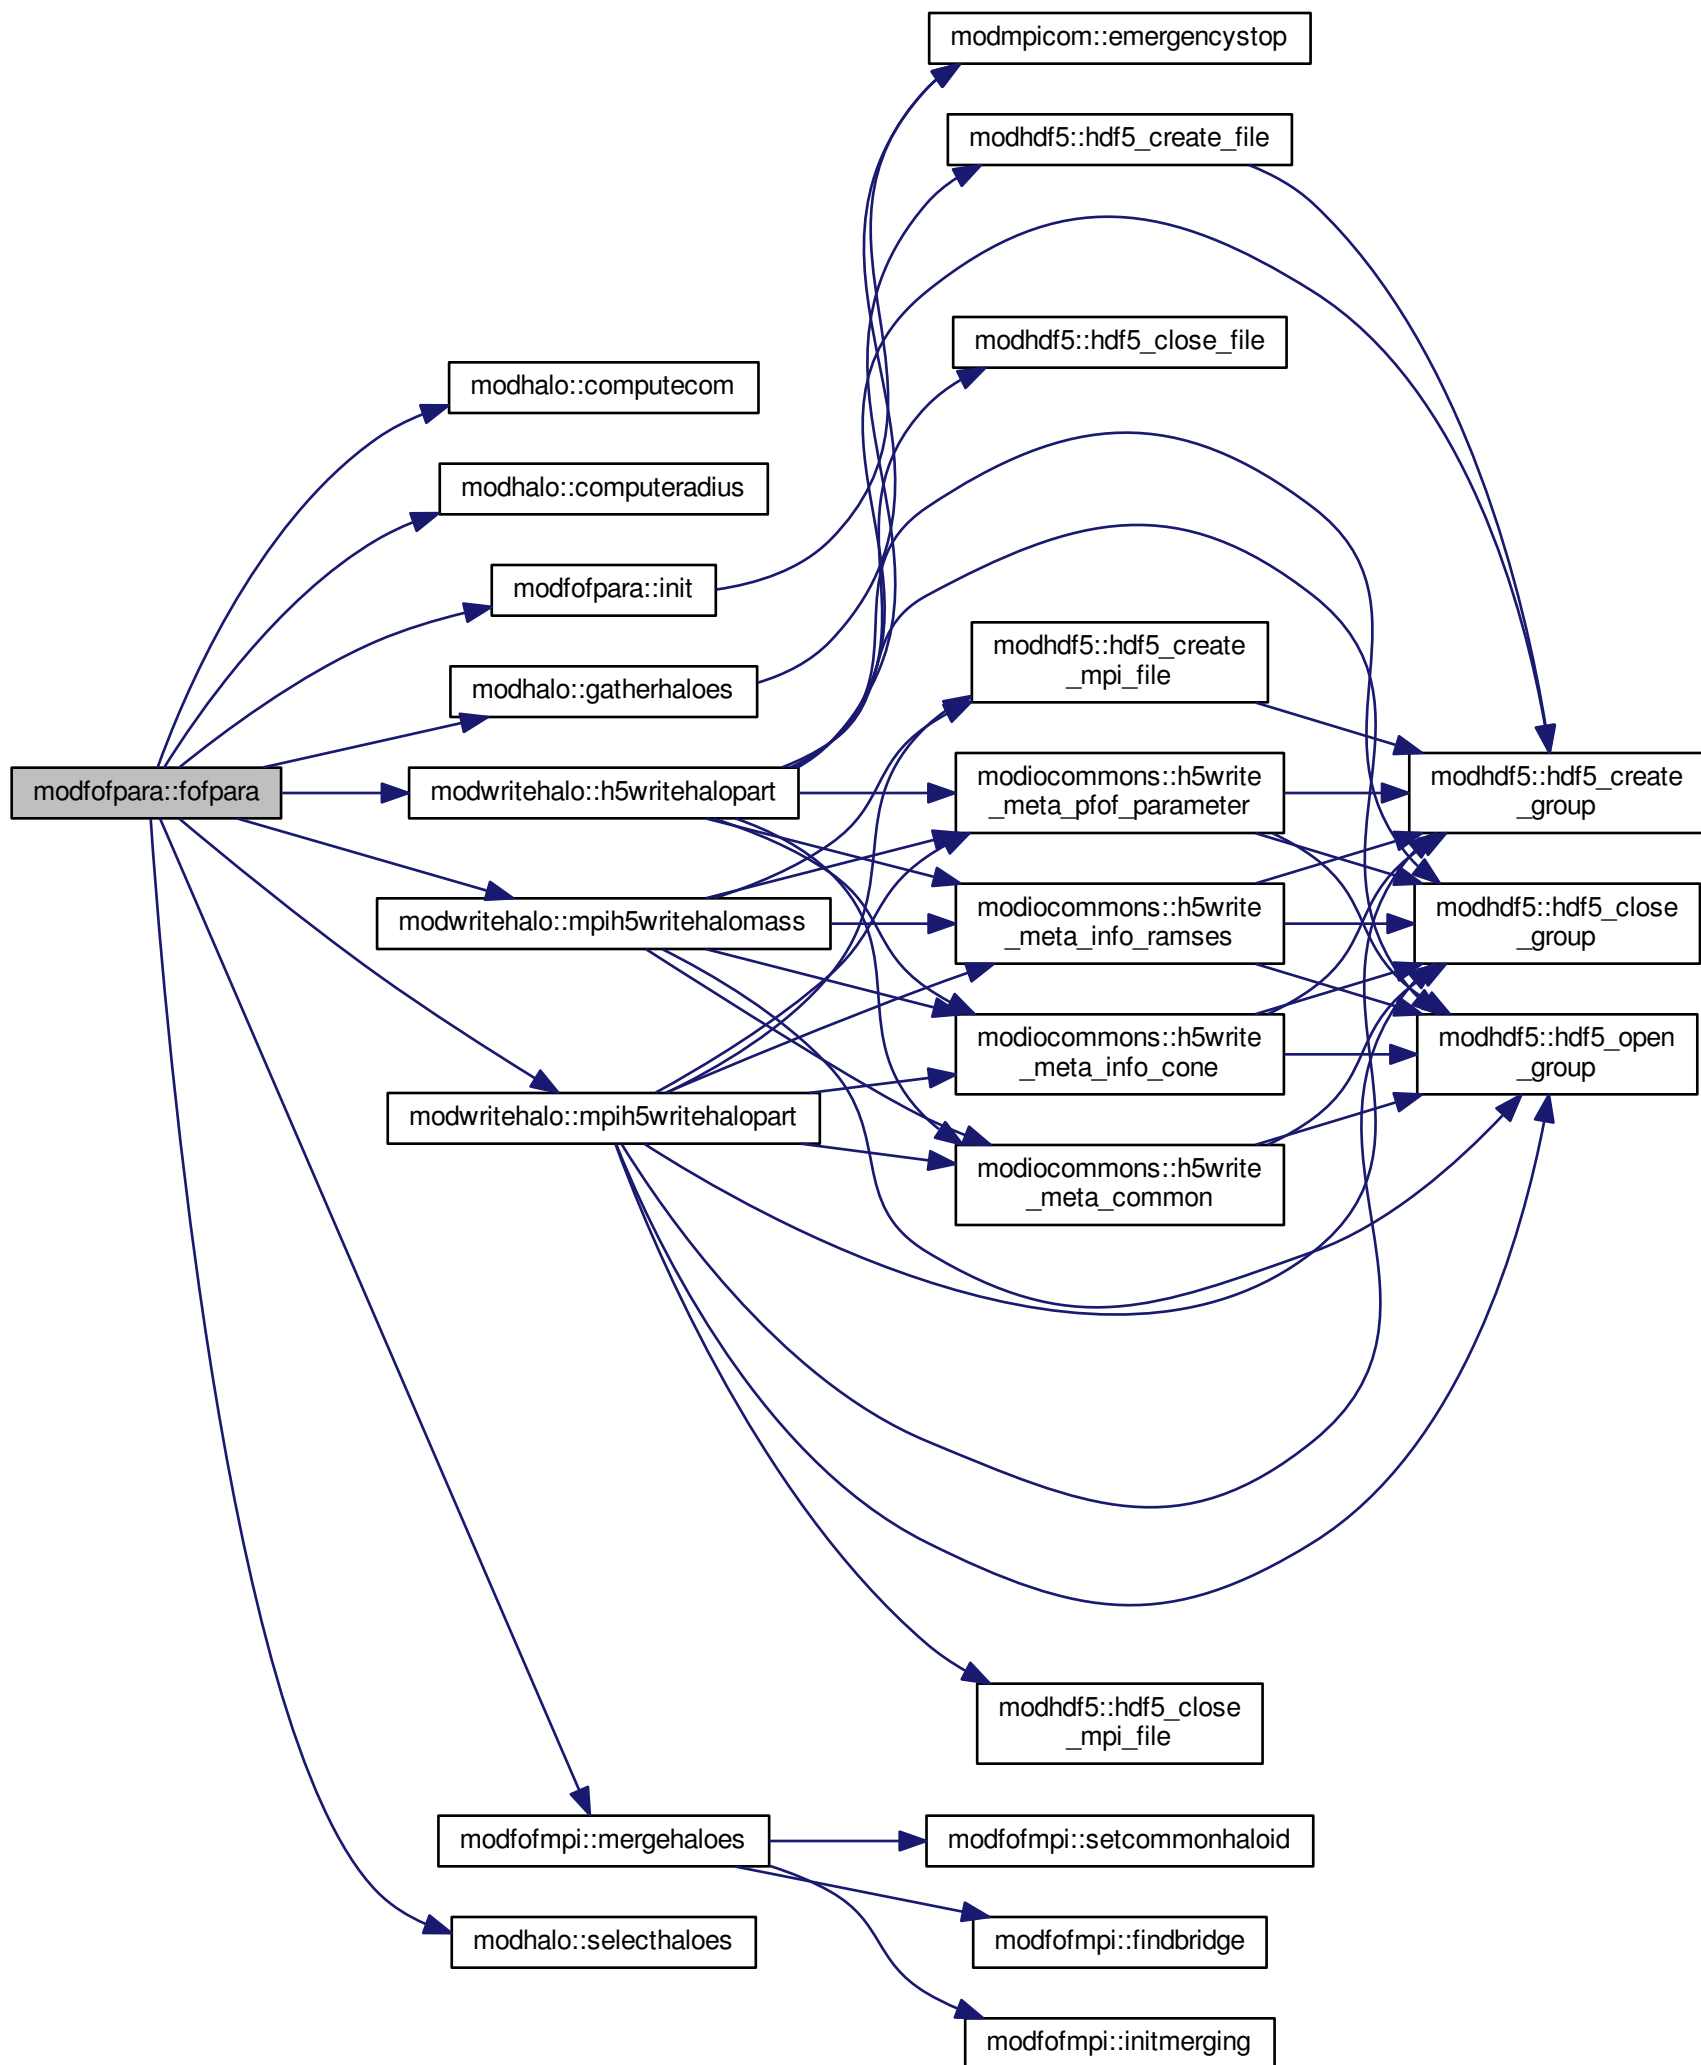 modmpicom::emergencystop
modhdf5::hdf5_create_file
modhdf5::hdf5_close_file
modhalo::computecom
modhalo::computeradius
modfofpara::init
modhdf5::hdf5_create
_mpi_file
modhalo::gatherhaloes
modfofpara::fofpara
modwritehalo::h5writehalopart
modiocommons::h5write
_meta_pfof_parameter
modhdf5::hdf5_create
_group
modwritehalo::mpih5writehalomass
modiocommons::h5write
_meta_info_ramses
modhdf5::hdf5_close
_group
modiocommons::h5write
_meta_info_cone
modhdf5::hdf5_open
_group
modwritehalo::mpih5writehalopart
modiocommons::h5write
_meta_common
modhdf5::hdf5_close
_mpi_file
modfofmpi::mergehaloes
modfofmpi::setcommonhaloid
modhalo::selecthaloes
modfofmpi::findbridge
modfofmpi::initmerging